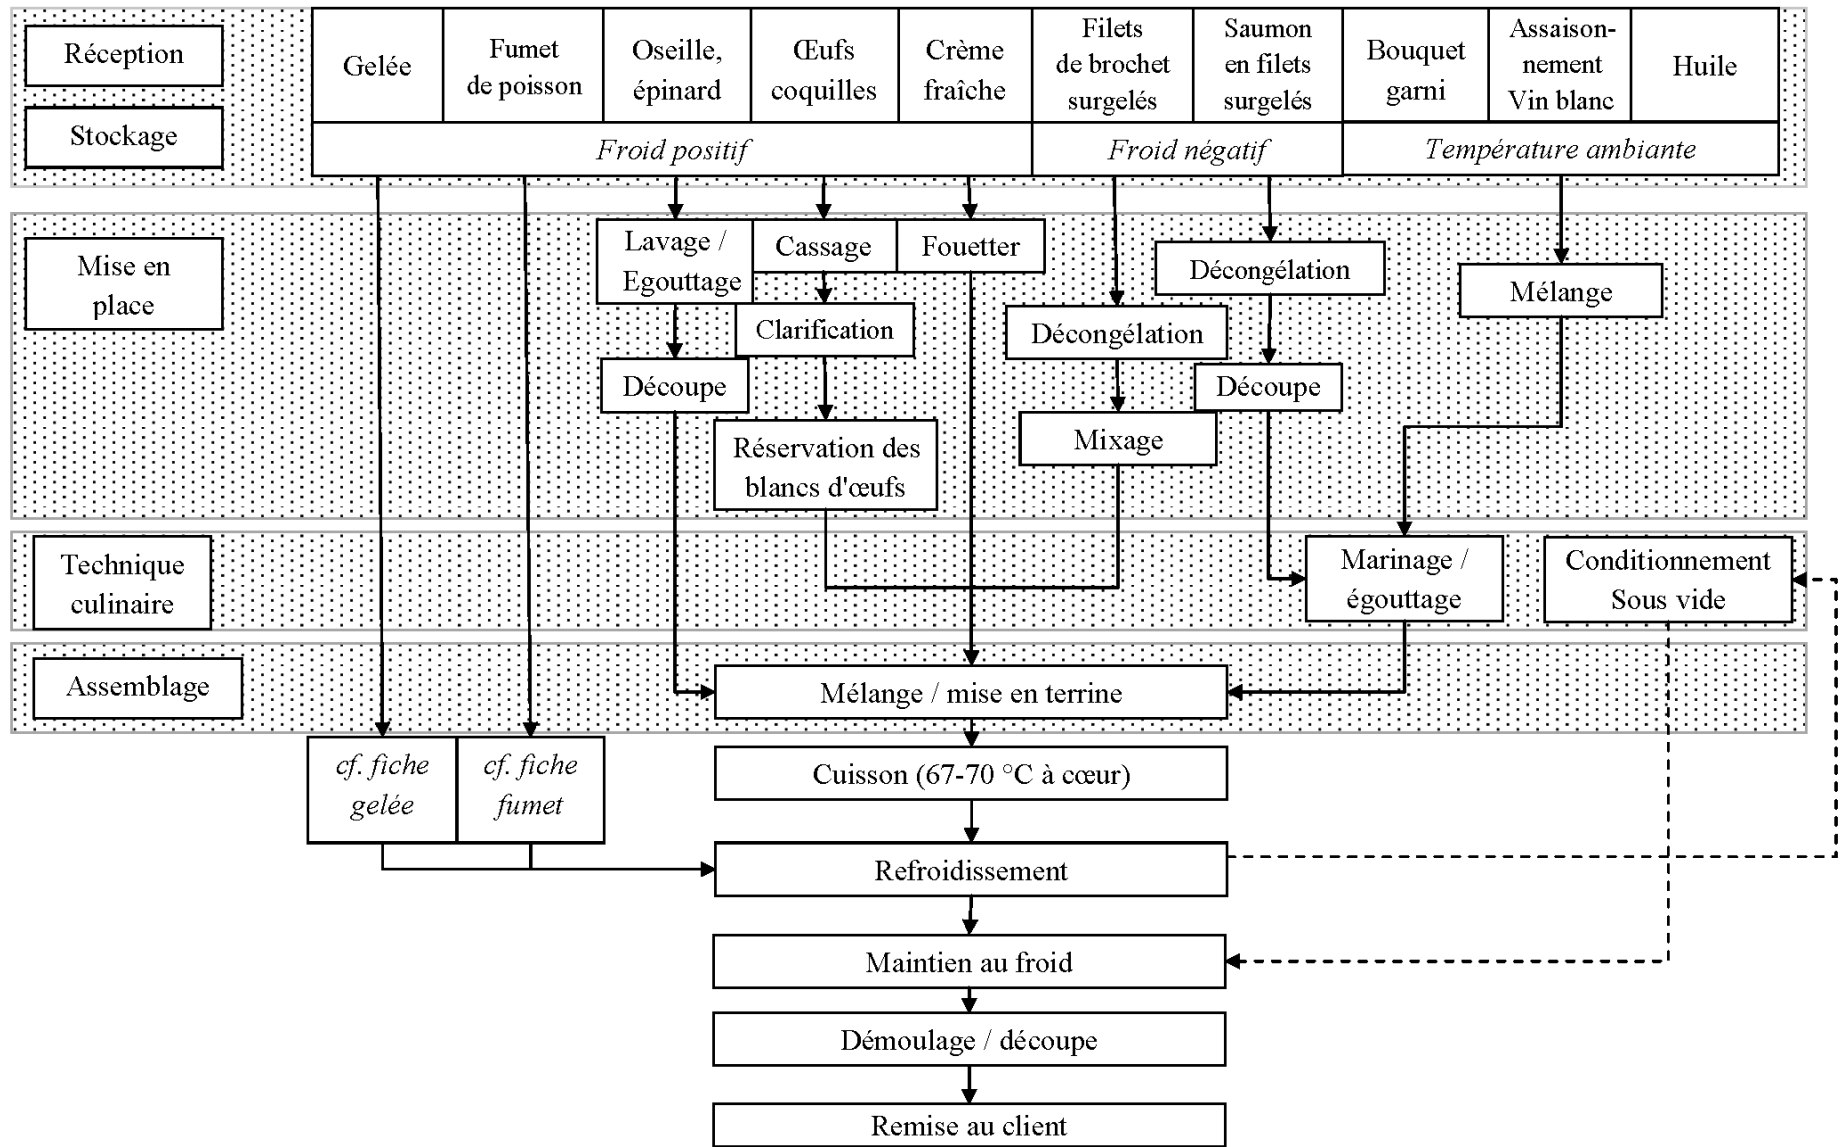 Réception
Stockage
Gelée
Fumet
de poisson
Oseille,
épinard
Œufs
coquilles
Crème
fraîche
Filets
de brochet
surgelés
Saumon
en filets
surgelés
Bouquet
garni
Assaison-
nement
Vin blanc
Huile
Froid positif
Froid négatif
Température ambiante
Mise en
place
Lavage /
Egouttage
Cassage
Fouetter
Décongélation
Mélange
Clarification
Décongélation
Découpe
Découpe
Réservation des
blancs d'œufs
Mixage
Technique
culinaire
Marinage /
égouttage
Conditionnement
Sous vide
Assemblage
Mélange / mise en terrine
cf. fiche
gelée
cf. fiche
fumet
Cuisson (67-70 °C à cœur)
Refroidissement
Maintien au froid
Démoulage / découpe
Remise au client